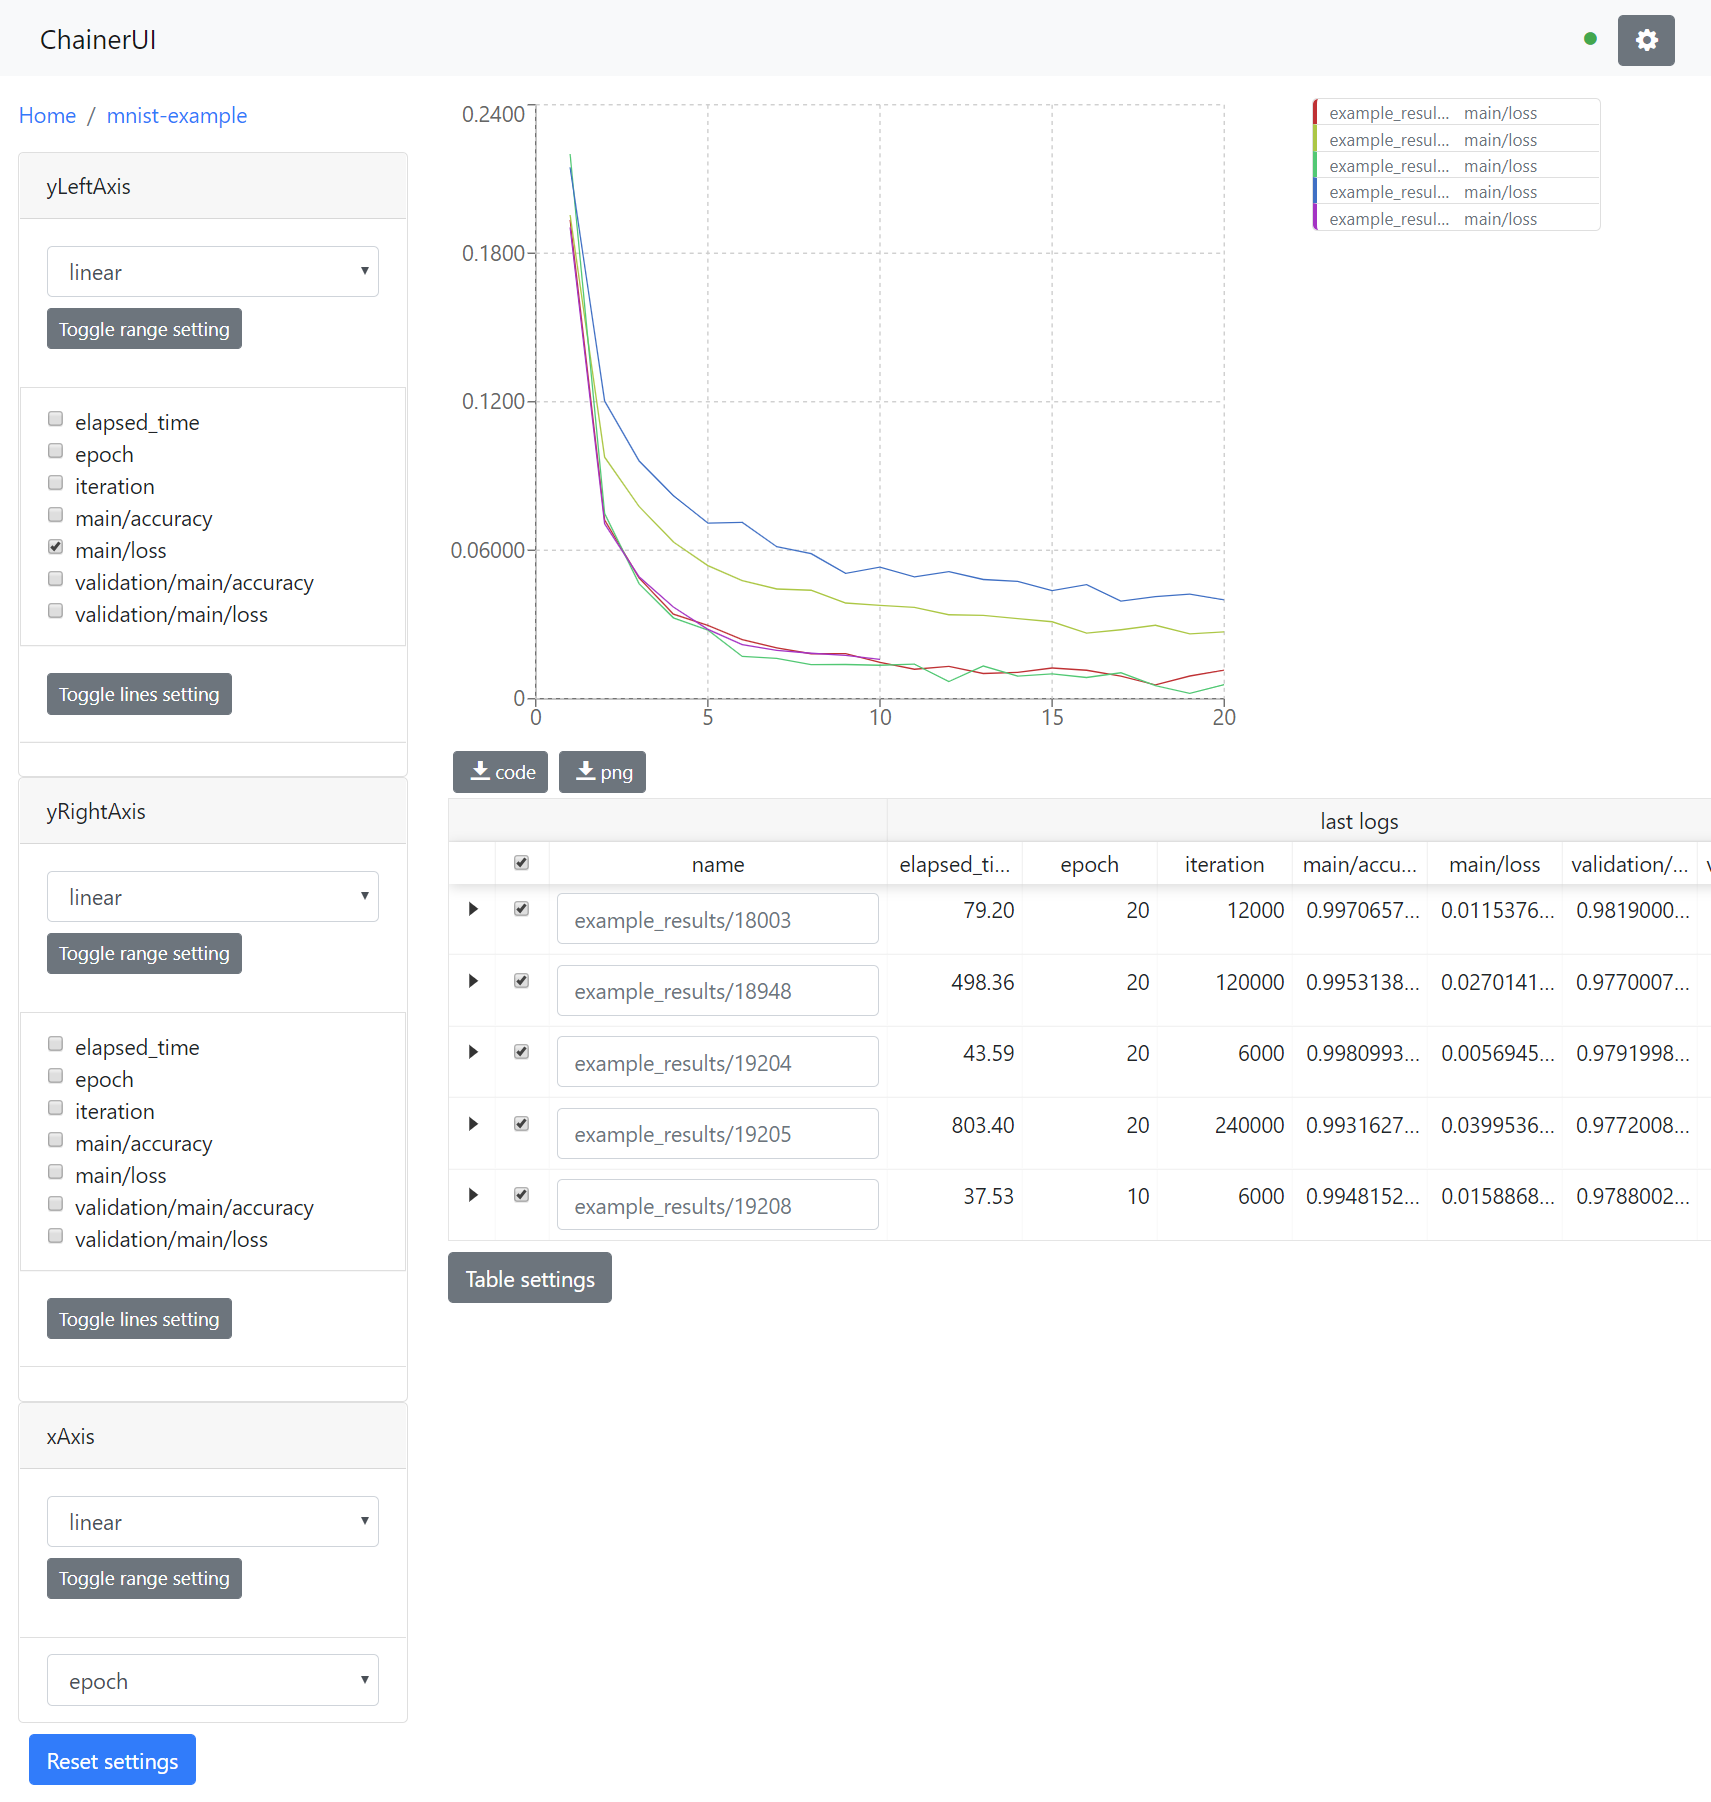 ChainerUI
Home / mnist-example
yLeftAxis
linear
Toggle range setting
elapsed_time
epoch
iteration
main/accuracy
main/loss
validation/main/accuracy
validation/main/loss
Toggle lines setting
yRightAxis
linear
Toggle range setting
elapsed_time
epoch
iteration
main/accuracy
main/loss
validation/main/accuracy
validation/main/loss
Toggle lines setting
xAxis
linear
Toggle range setting
epoch
Reset settings
0.2400
0.1800
0.1200
0.06000
0
0 5 10 15 20
example_resul... main/loss
example_resul... main/loss
example_resul... main/loss
example_resul... main/loss
example_resul... main/loss
code png
last logs
name elapsed_ti... epoch iteration main/accu... main/loss validation/...
example_results/18003 79.20 20 12000 0.9970657... 0.0115376... 0.9819000...
example_results/18948 498.36 20 120000 0.9953138... 0.0270141... 0.9770007...
example_results/19204 43.59 20 6000 0.9980993... 0.0056945... 0.9791998...
example_results/19205 803.40 20 240000 0.9931627... 0.0399536... 0.9772008...
example_results/19208 37.53 10 6000 0.9948152... 0.0158868... 0.9788002...
Table settings